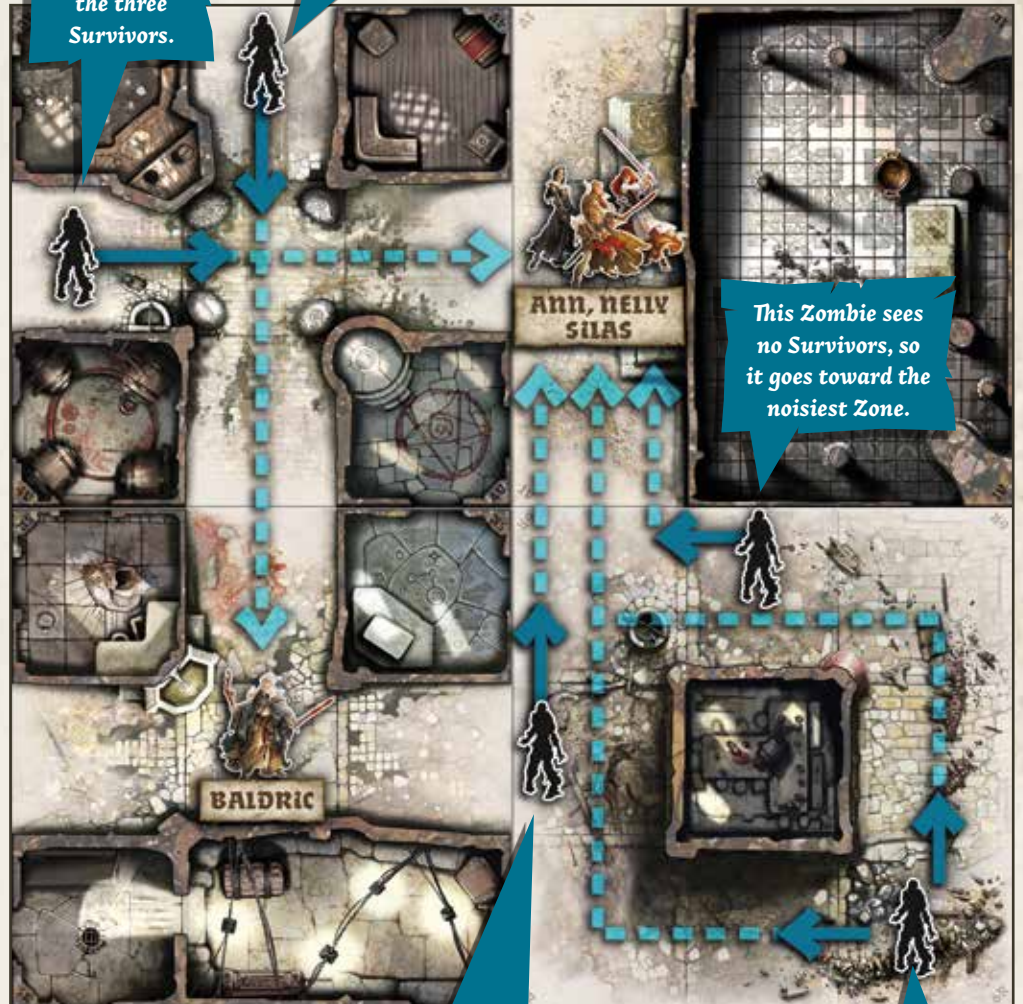 the three
Survivors.
ANN, NELLY
SILAS
This Zombie sees
no Survivors, so
it goes toward the
noisiest Zone.
BALDRIC